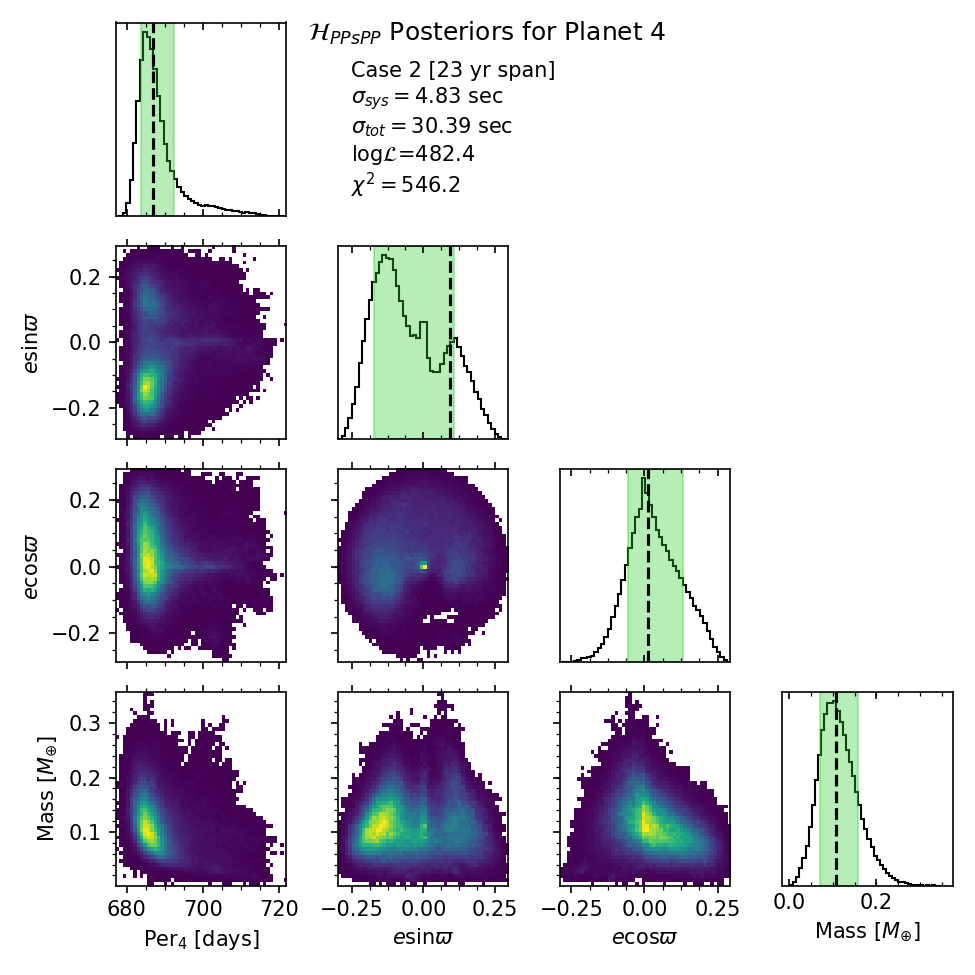 𝓗_PPsPP Posteriors for Planet 4
Case 2 [23 yr span]
σ_sys = 4.83 sec
σ_tot = 30.39 sec
logℒ=482.4
χ² = 546.2
esinϖ
0.2
0.0
−0.2
ecosϖ
0.2
0.0
−0.2
Mass [M⊕]
0.3
0.2
0.1
680 700 720
Per₄ [days]
−0.25 0.00 0.25
esinϖ
−0.25 0.00 0.25
ecosϖ
0.0 0.2
Mass [M⊕]